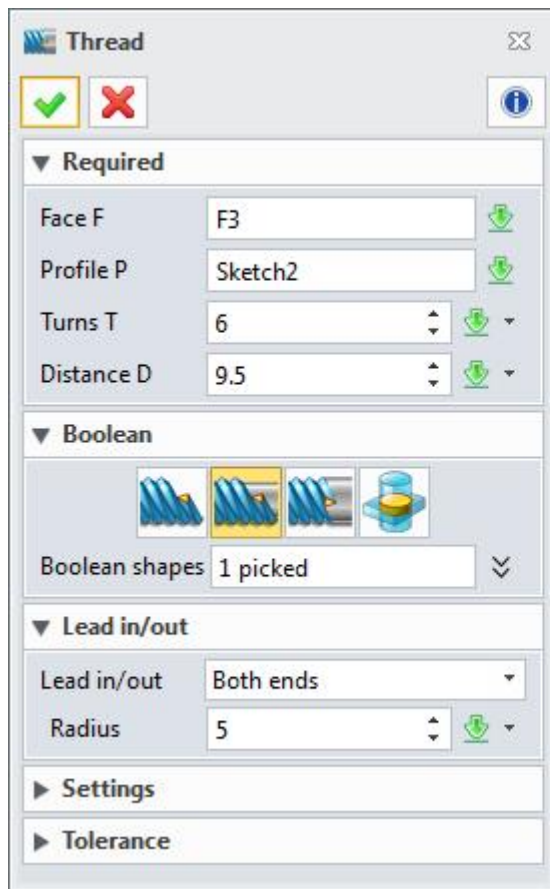 Thread
Required
Face F F3
Profile P Sketch2
Turns T 6
Distance D 9.5
Boolean
Boolean shapes 1 picked
Lead in/out
Lead in/out Both ends
Radius 5
Settings
Tolerance